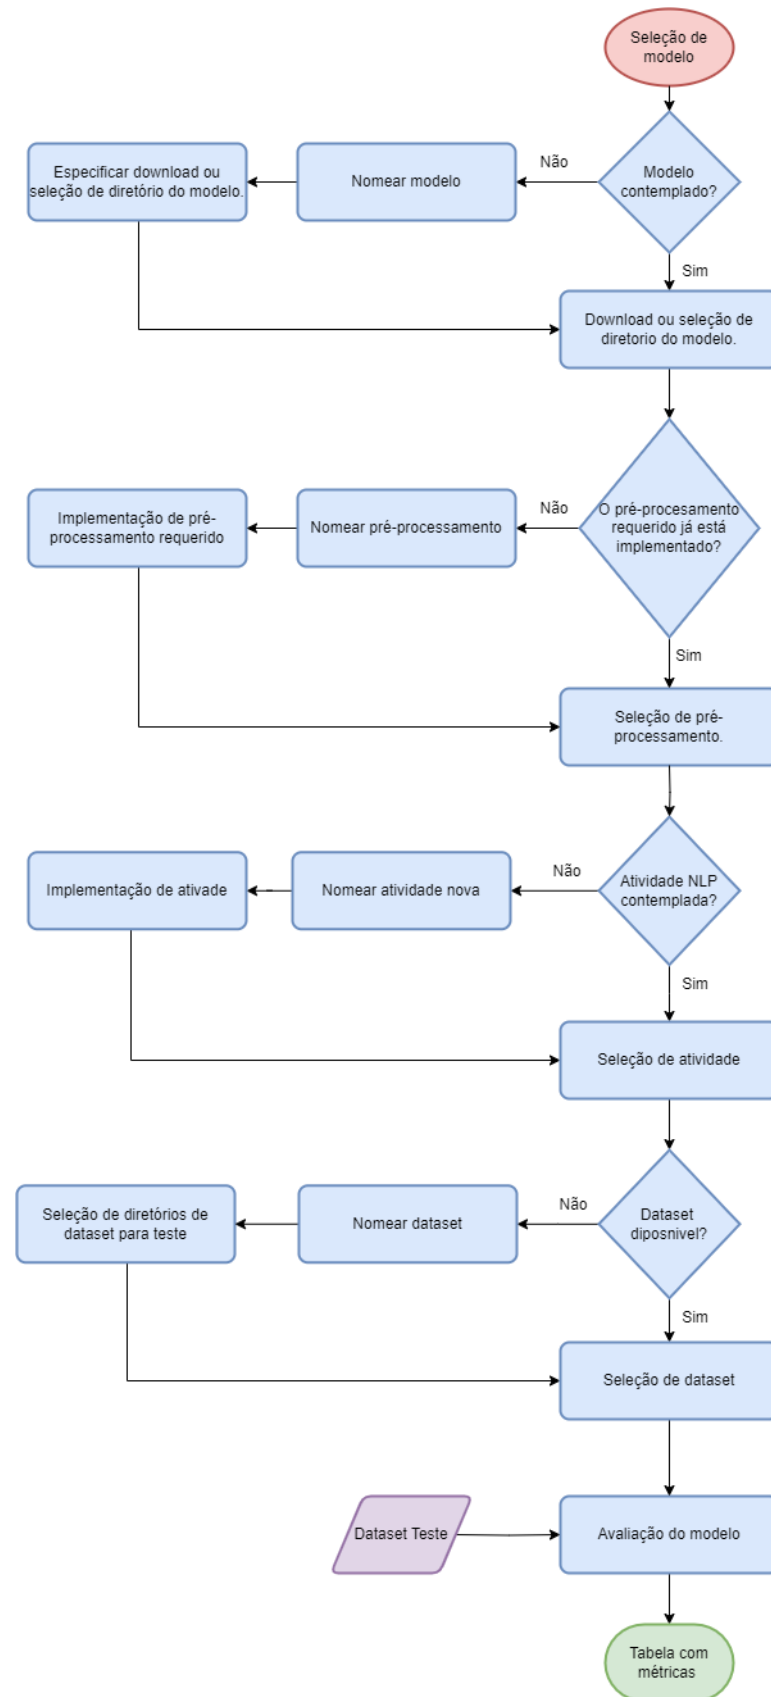 Seleção de
modelo
Modelo
contemplado?
Não
Nomear modelo
Especificar download ou
seleção de diretório do modelo.
Sim
Download ou seleção de
diretorio do modelo.
O pré-procesamento
requerido já está
implementado?
Não
Nomear pré-processamento
Implementação de pré-
processamento requerido
Sim
Seleção de pré-
processamento.
Atividade NLP
contemplada?
Não
Nomear atividade nova
Implementação de ativade
Sim
Seleção de atividade
Dataset
diposnivel?
Não
Nomear dataset
Seleção de diretórios de
dataset para teste
Sim
Seleção de dataset
Dataset Teste
Avaliação do modelo
Tabela com
métricas